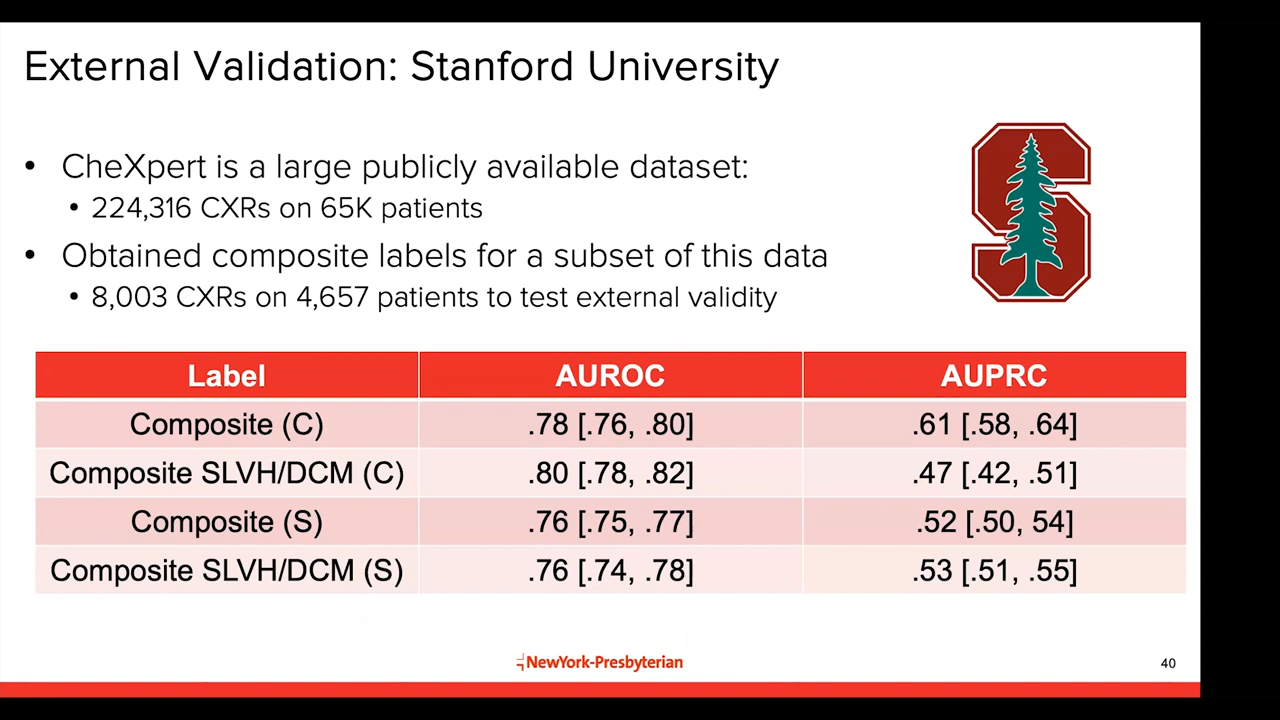 External Validation: Stanford University
• CheXpert is a large publicly available dataset:
• 224,316 CXRs on 65K patients
• Obtained composite labels for a subset of this data
• 8,003 CXRs on 4,657 patients to test external validity
Label AUROC AUPRC
Composite (C) .78 [.76, .80] .61 [.58, .64]
Composite SLVH/DCM (C) .80 [.78, .82] .47 [.42, .51]
Composite (S) .76 [.75, .77] .52 [.50, 54]
Composite SLVH/DCM (S) .76 [.74, .78] .53 [.51, .55]
NewYork-Presbyterian
40